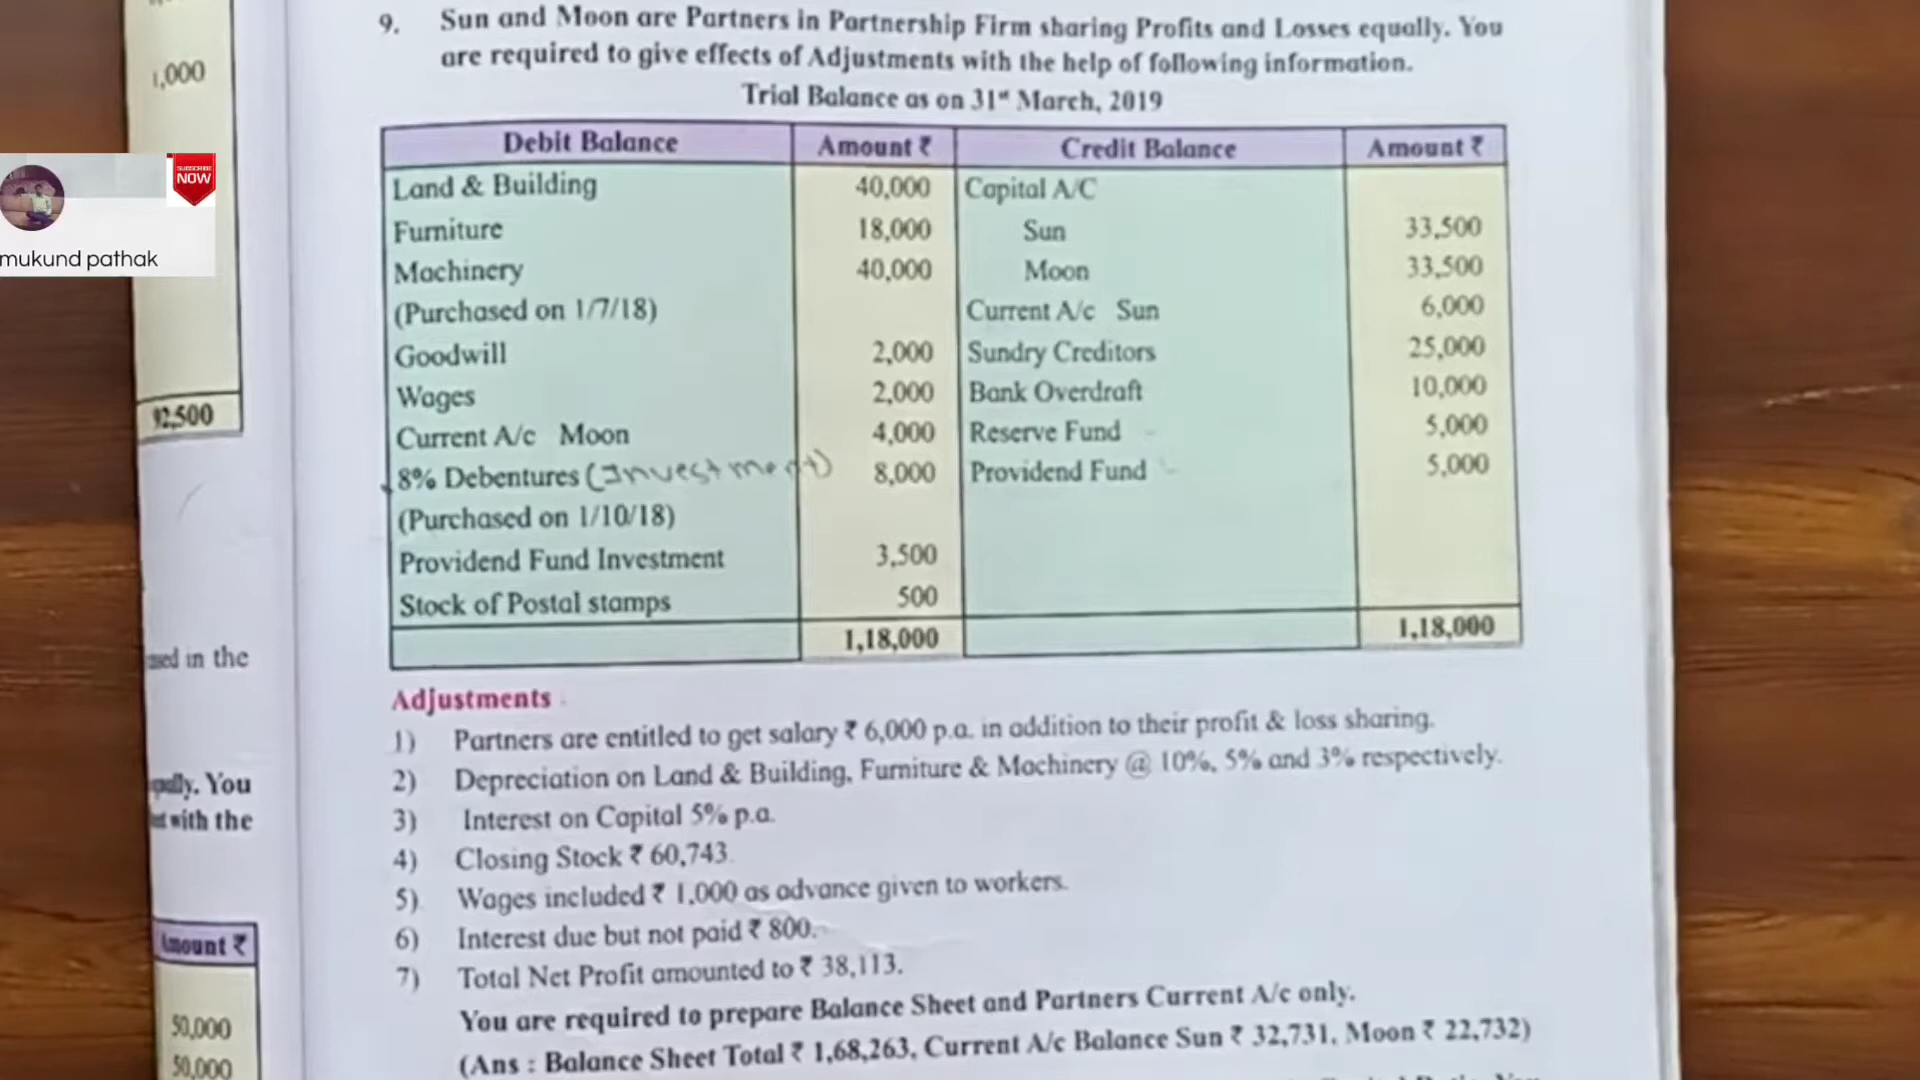 9. Sun and Moon are Partners in Partnership Firm sharing Profits and Losses equally. You
are required to give effects of Adjustments with the help of following information.
Trial Balance as on 31st March, 2019
Debit Balance Amount ₹ Credit Balance Amount ₹
Land & Building 40,000 Capital A/C
Furniture 18,000 Sun 33,500
Machinery 40,000 Moon 33,500
(Purchased on 1/7/18) Current A/c Sun 6,000
Goodwill 2,000 Sundry Creditors 25,000
Wages 2,000 Bank Overdraft 10,000
Current A/c Moon 4,000 Reserve Fund 5,000
8% Debentures (Investment) 8,000 Providend Fund 5,000
(Purchased on 1/10/18)
Providend Fund Investment 3,500
Stock of Postal stamps 500
1,18,000 1,18,000
Adjustments
1) Partners are entitled to get salary ₹ 6,000 p.a. in addition to their profit & loss sharing.
2) Depreciation on Land & Building, Furniture & Machinery @ 10%, 5% and 3% respectively.
3) Interest on Capital 5% p.a.
4) Closing Stock ₹ 60,743.
5) Wages included ₹ 1,000 as advance given to workers.
6) Interest due but not paid ₹ 800.
7) Total Net Profit amounted to ₹ 38,113.
You are required to prepare Balance Sheet and Partners Current A/c only.
(Ans : Balance Sheet Total ₹ 1,68,263, Current A/c Balance Sun ₹ 32,731, Moon ₹ 22,732)
1,000
SUBSCRIBE
NOW
mukund pathak
92,500
in the
You
with the
Amount ₹
50,000
50,000